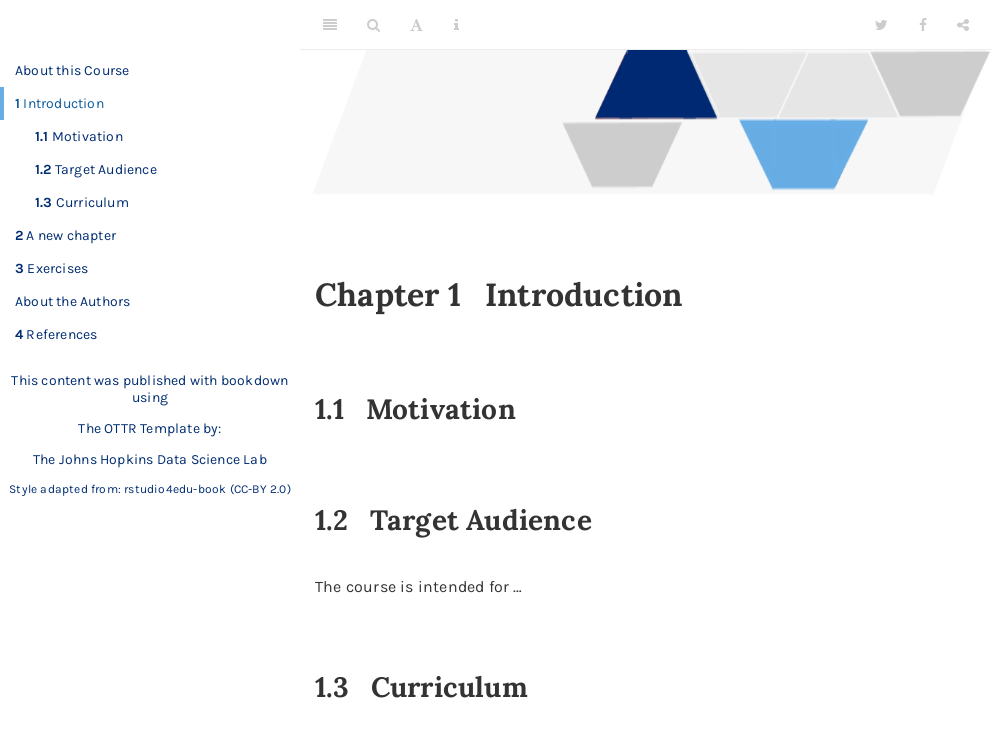 About this Course
1 Introduction
1.1 Motivation
1.2 Target Audience
1.3 Curriculum
2 A new chapter
3 Exercises
About the Authors
4 References
This content was published with bookdown
using
The OTTR Template by:
The Johns Hopkins Data Science Lab
Style adapted from: rstudio4edu-book (CC-BY 2.0)
A
i
Chapter 1 Introduction
1.1 Motivation
1.2 Target Audience
The course is intended for …
1.3 Curriculum